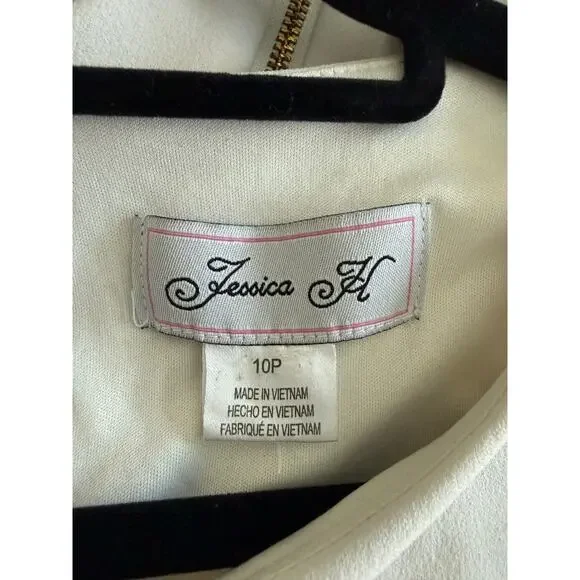 Jessica H
10P
MADE IN VIETNAM
HECHO EN VIETNAM
FABRIQUÉ EN VIETNAM